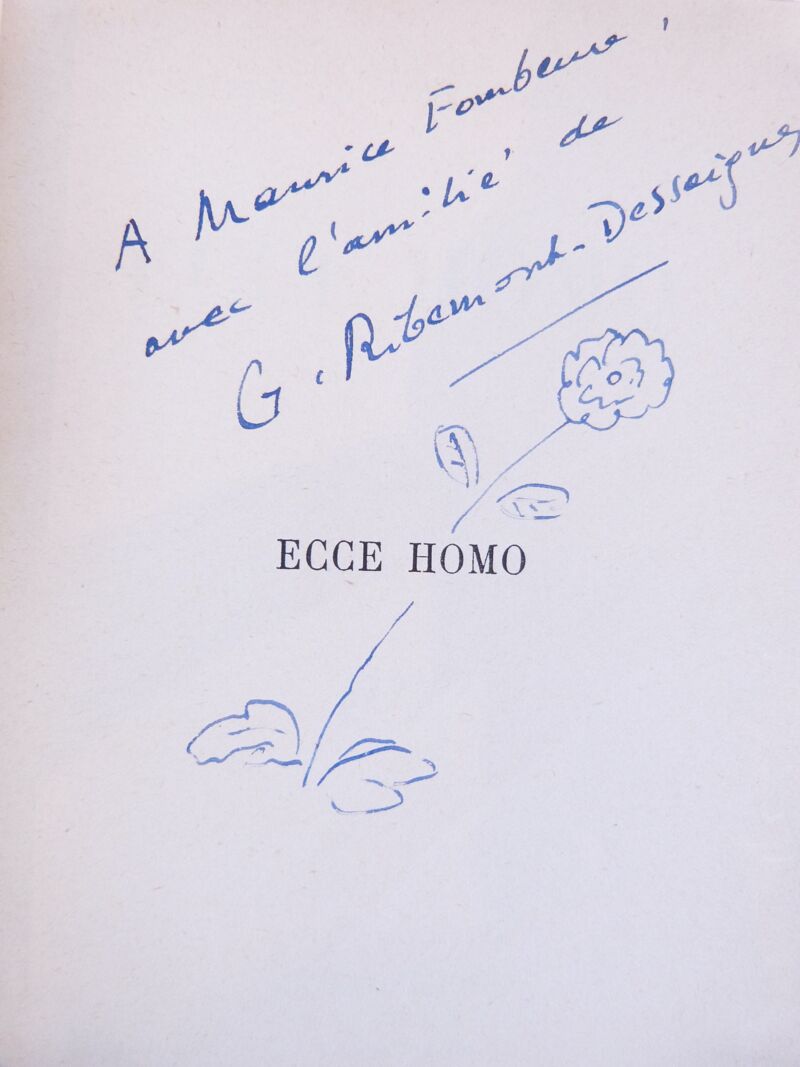 A Maurice Fombeure,
avec l'amitié de
G. Ribemont-Dessaignes
ECCE HOMO